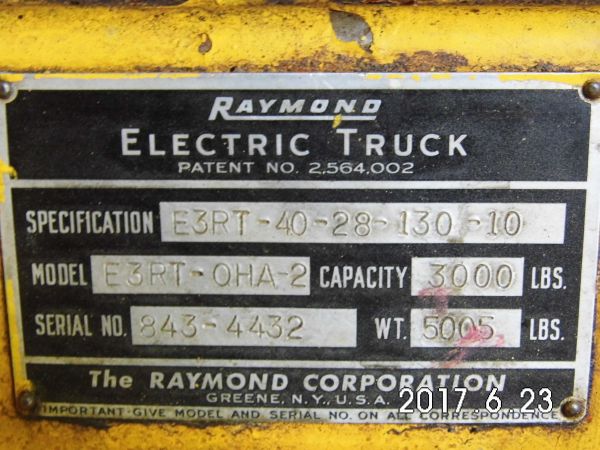 RAYMOND
ELECTRIC TRUCK
PATENT NO. 2,564,002
SPECIFICATION E3RT-40-28-130-10
MODEL E3RT-OHA-2 CAPACITY 3000 LBS.
SERIAL NO. 843-4432 WT. 5005 LBS.
The RAYMOND CORPORATION
GREENE, N.Y., U.S.A.
IMPORTANT-GIVE MODEL AND SERIAL NO. ON ALL CORRESPONDENCE
2017 6 23